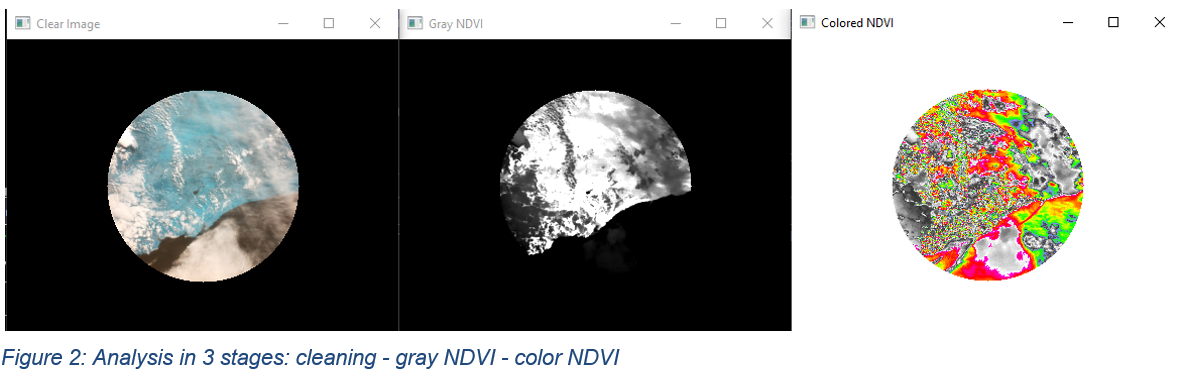 Clear Image
Gray NDVI
Colored NDVI
Figure 2: Analysis in 3 stages: cleaning - gray NDVI - color NDVI